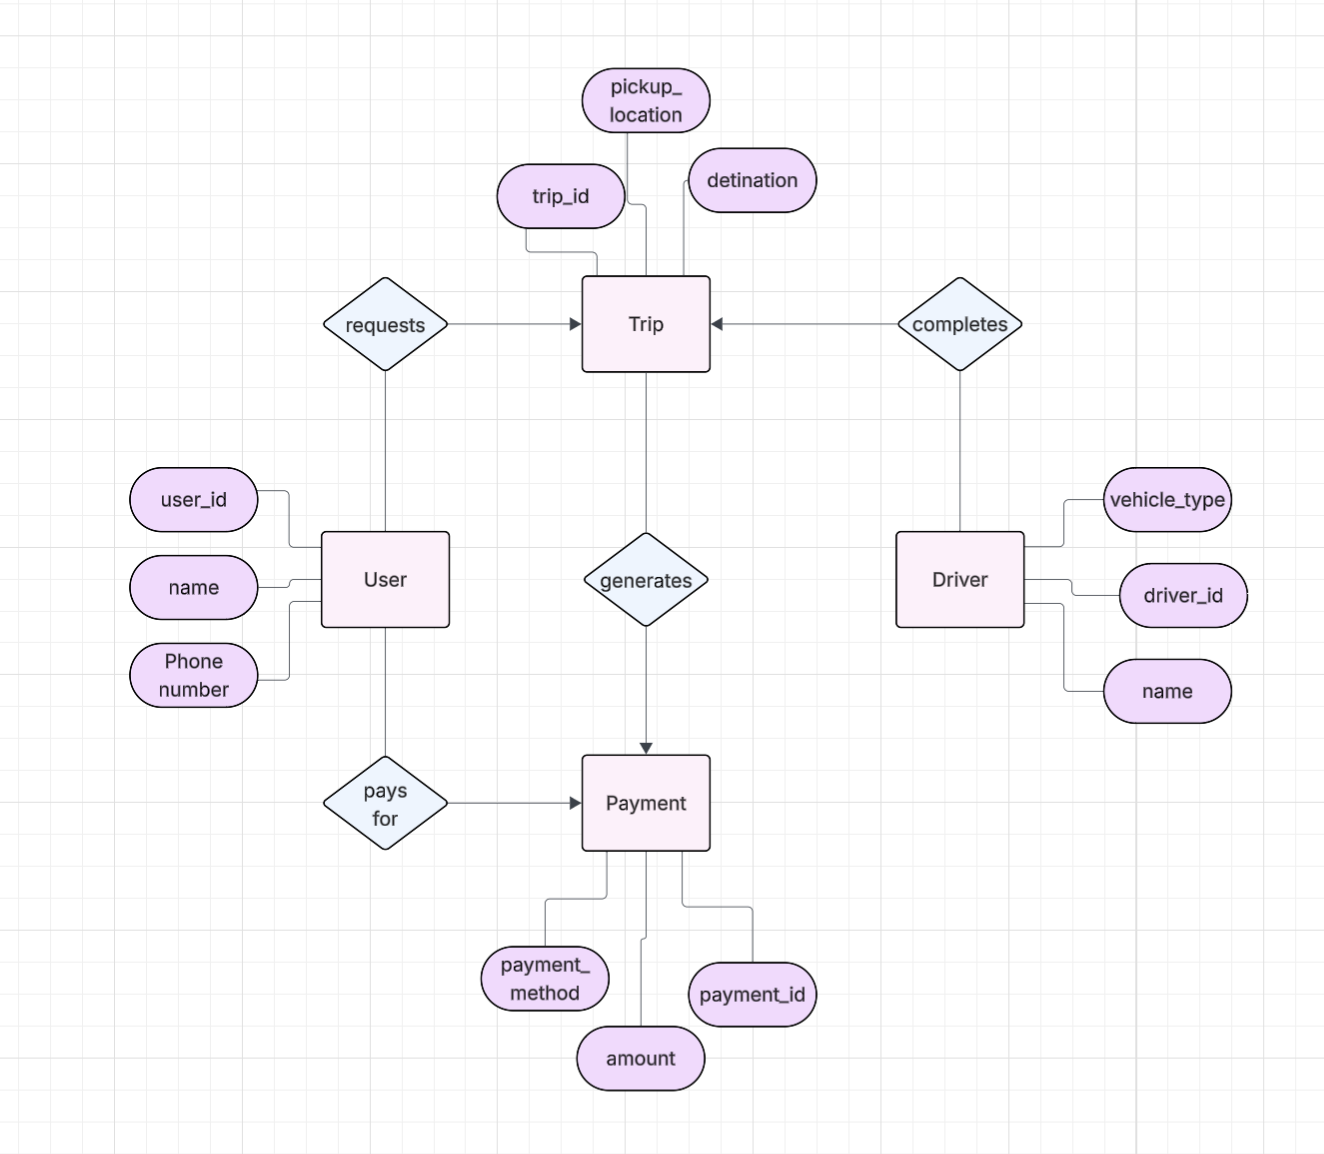 pickup_
location
detination
trip_id
requests
Trip
completes
user_id
name
Phone
number
User
generates
Driver
vehicle_type
driver_id
name
pays
for
Payment
payment_
method
payment_id
amount